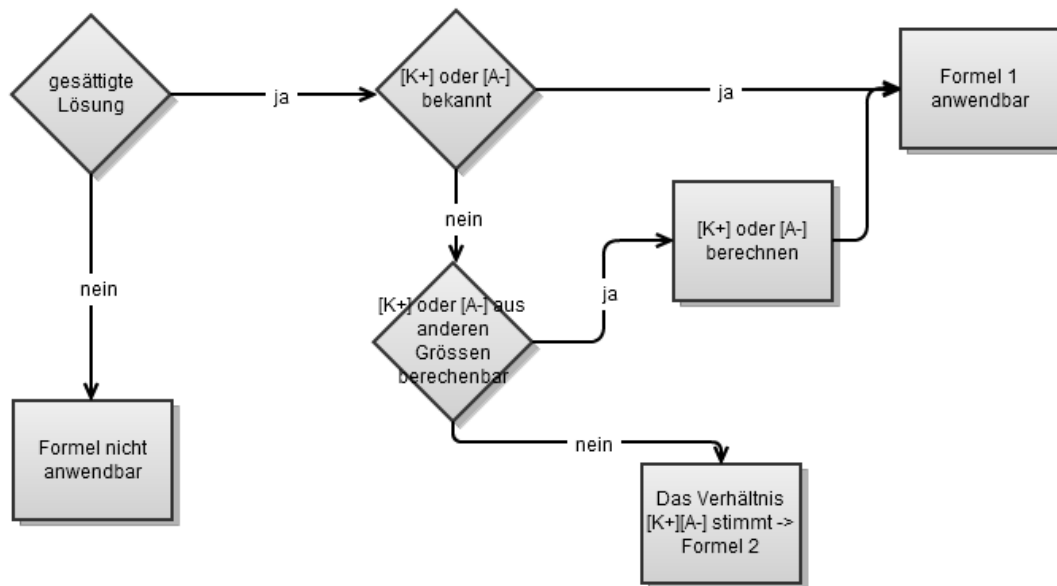 gesättigte
Lösung
ja
[K+] oder [A-]
bekannt
ja
Formel 1
anwendbar
nein
nein
[K+] oder [A-]
berechnen
ja
[K+] oder [A-] aus
anderen
Grössen
berechenbar
Formel nicht
anwendbar
nein
Das Verhältnis
[K+][A-] stimmt ->
Formel 2